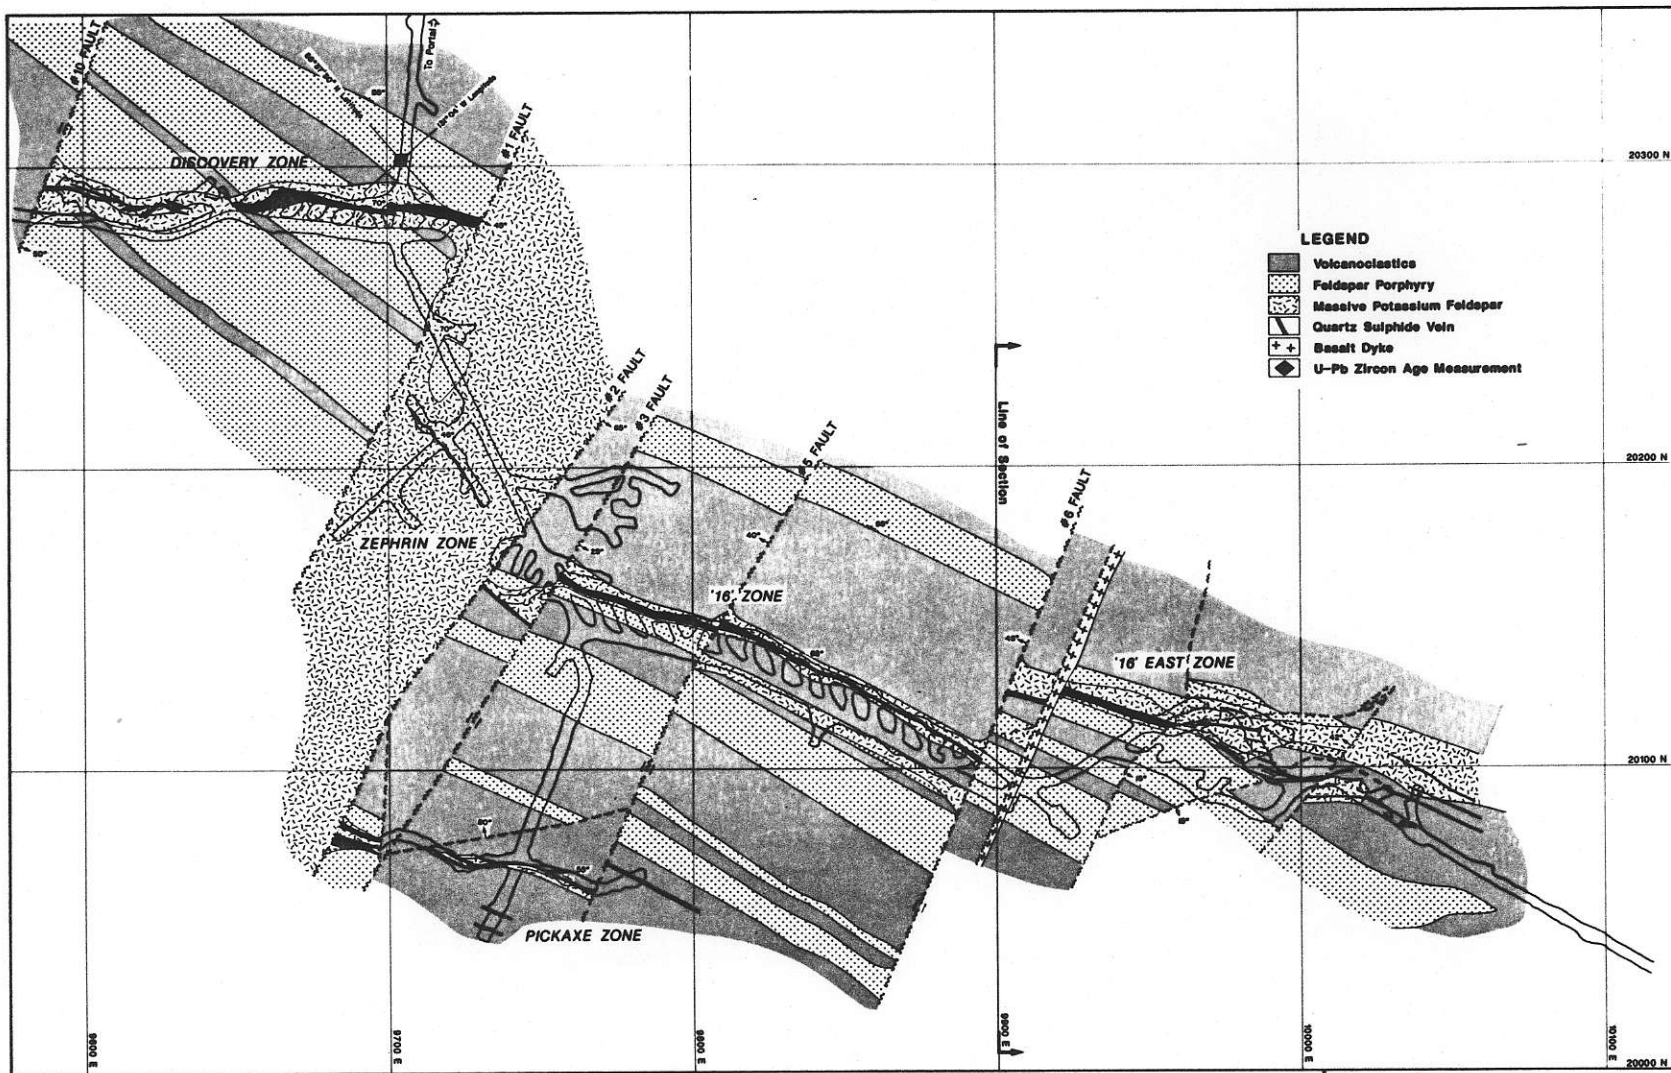 #10 FAULT
To Portal
#1 FAULT
DISCOVERY ZONE
20300 N
LEGEND
Volcanoclastics
Feldspar Porphyry
Massive Potassium Feldspar
Quartz Sulphide Vein
Basalt Dyke
U-Pb Zircon Age Measurement
#2 FAULT
#3 FAULT
Line of Section
#5 FAULT
20200 N
#6 FAULT
ZEPHRIN ZONE
'16' ZONE
'16' EAST ZONE
20100 N
PICKAXE ZONE
9600 E
9700 E
9800 E
9900 E
10000 E
10100 E
20000 N